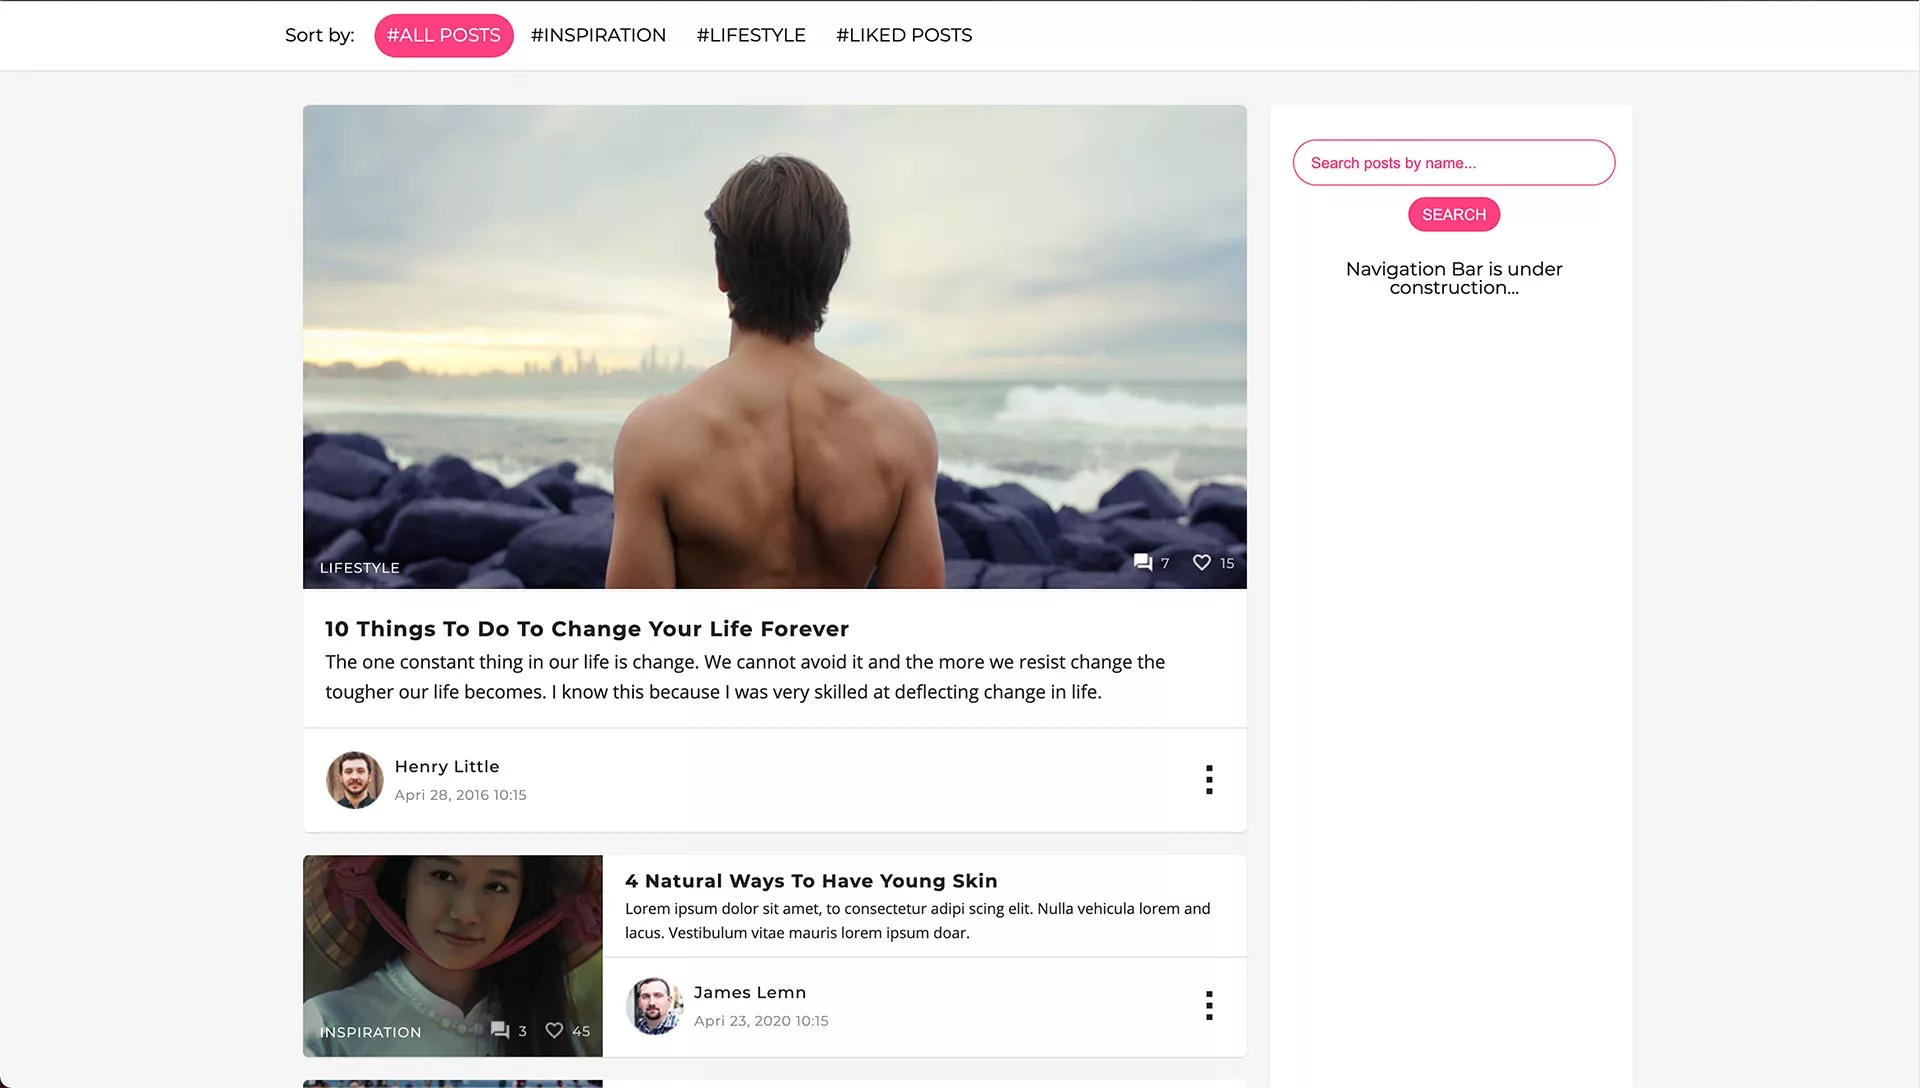 Sort by: #ALL POSTS #INSPIRATION #LIFESTYLE #LIKED POSTS
Search posts by name...
SEARCH
Navigation Bar is under
construction...
LIFESTYLE 7 15
10 Things To Do To Change Your Life Forever
The one constant thing in our life is change. We cannot avoid it and the more we resist change the
tougher our life becomes. I know this because I was very skilled at deflecting change in life.
Henry Little
Apri 28, 2016 10:15
INSPIRATION 3 45
4 Natural Ways To Have Young Skin
Lorem ipsum dolor sit amet, to consectetur adipi scing elit. Nulla vehicula lorem and
lacus. Vestibulum vitae mauris lorem ipsum doar.
James Lemn
Apri 23, 2020 10:15